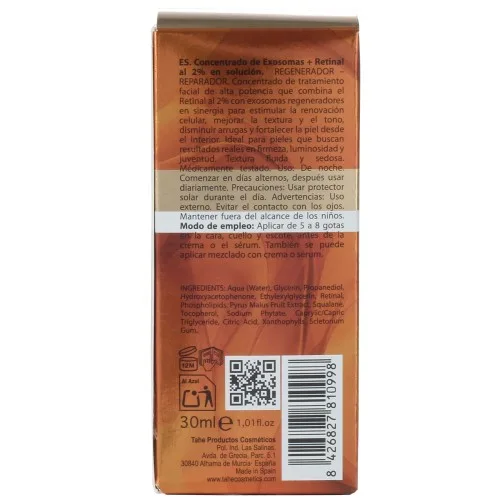 ES. Concentrado de Exosomas + Retinal
al 2% en solución. REGENERADOR –
REPARADOR. Concentrado de tratamiento
facial de alta potencia que combina el
Retinal al 2% con exosomas regeneradores
en sinergia para estimular la renovación
celular, mejorar la textura y el tono,
disminuir arrugas y fortalecer la piel desde
el interior. Ideal para pieles que buscan
resultados reales en firmeza, luminosidad y
juventud. Textura fluida y sedosa.
Médicamente testado. Uso: De noche.
Comenzar en días alternos, después usar
diariamente. Precauciones: Usar protector
solar durante el día. Advertencias: Uso
externo. Evitar el contacto con los ojos.
Mantener fuera del alcance de los niños.
Modo de empleo: Aplicar de 5 a 8 gotas
en la cara, cuello y escote, antes de la
crema o el sérum. También se puede
aplicar mezclado con crema o sérum.
INGREDIENTS: Aqua (Water), Glycerin, Propanediol,
Hydroxyacetophenone, Ethylexylglycerin, Retinal,
Phospholipids, Pyrus Malus Fruit Extract, Squalane,
Tocopherol, Sodium Phytate, Caprylic/Capric
Triglyceride, Citric Acid, Xanthophylls, Sclerotium
Gum.
12M
Al Azul
30ml e 1,01fl.oz
Tahe Productos Cosméticos
Pol. Ind. Las Salinas,
Avda. de Grecia, Parc. 6.1
30840 Alhama de Murcia- España
Made in Spain
www.tahecosmetics.com
8 426827 810998